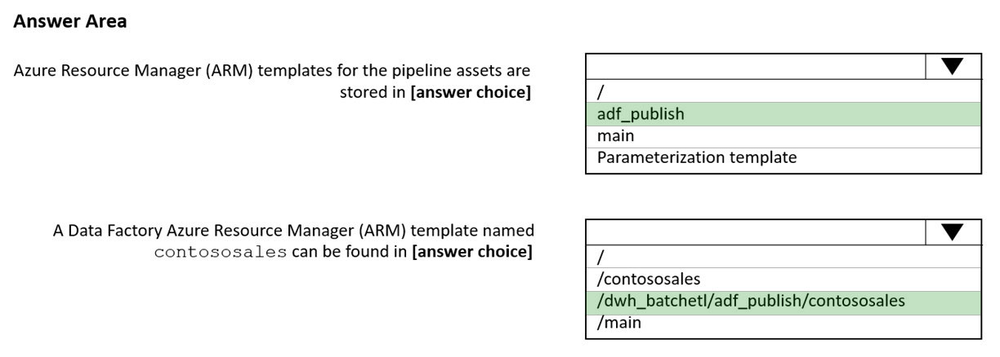 Answer Area
Azure Resource Manager (ARM) templates for the pipeline assets are
stored in [answer choice]
/
adf_publish
main
Parameterization template
A Data Factory Azure Resource Manager (ARM) template named
contososales can be found in [answer choice]
/
/contososales
/dwh_batchetl/adf_publish/contososales
/main